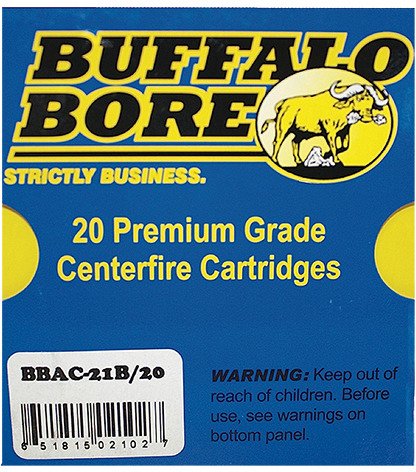 BUFFALO
BORE
STRICTLY BUSINESS.
20 Premium Grade
Centerfire Cartridges
BBAC-21B/20
6 51815 02102 7
WARNING: Keep out of
reach of children. Before
use, see warnings on
bottom panel.